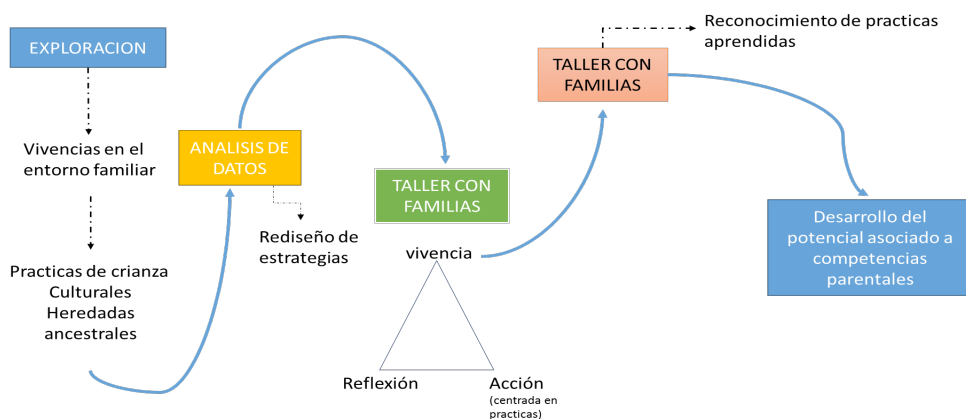 EXPLORACION
Vivencias en el
entorno familiar
Practicas de crianza
Culturales
Heredadas
ancestrales
ANALISIS DE
DATOS
Rediseño de
estrategias
TALLER CON
FAMILIAS
vivencia
Reflexión
Acción
(centrada en
practicas)
TALLER CON
FAMILIAS
Reconocimiento de practicas
aprendidas
Desarrollo del
potencial asociado a
competencias
parentales